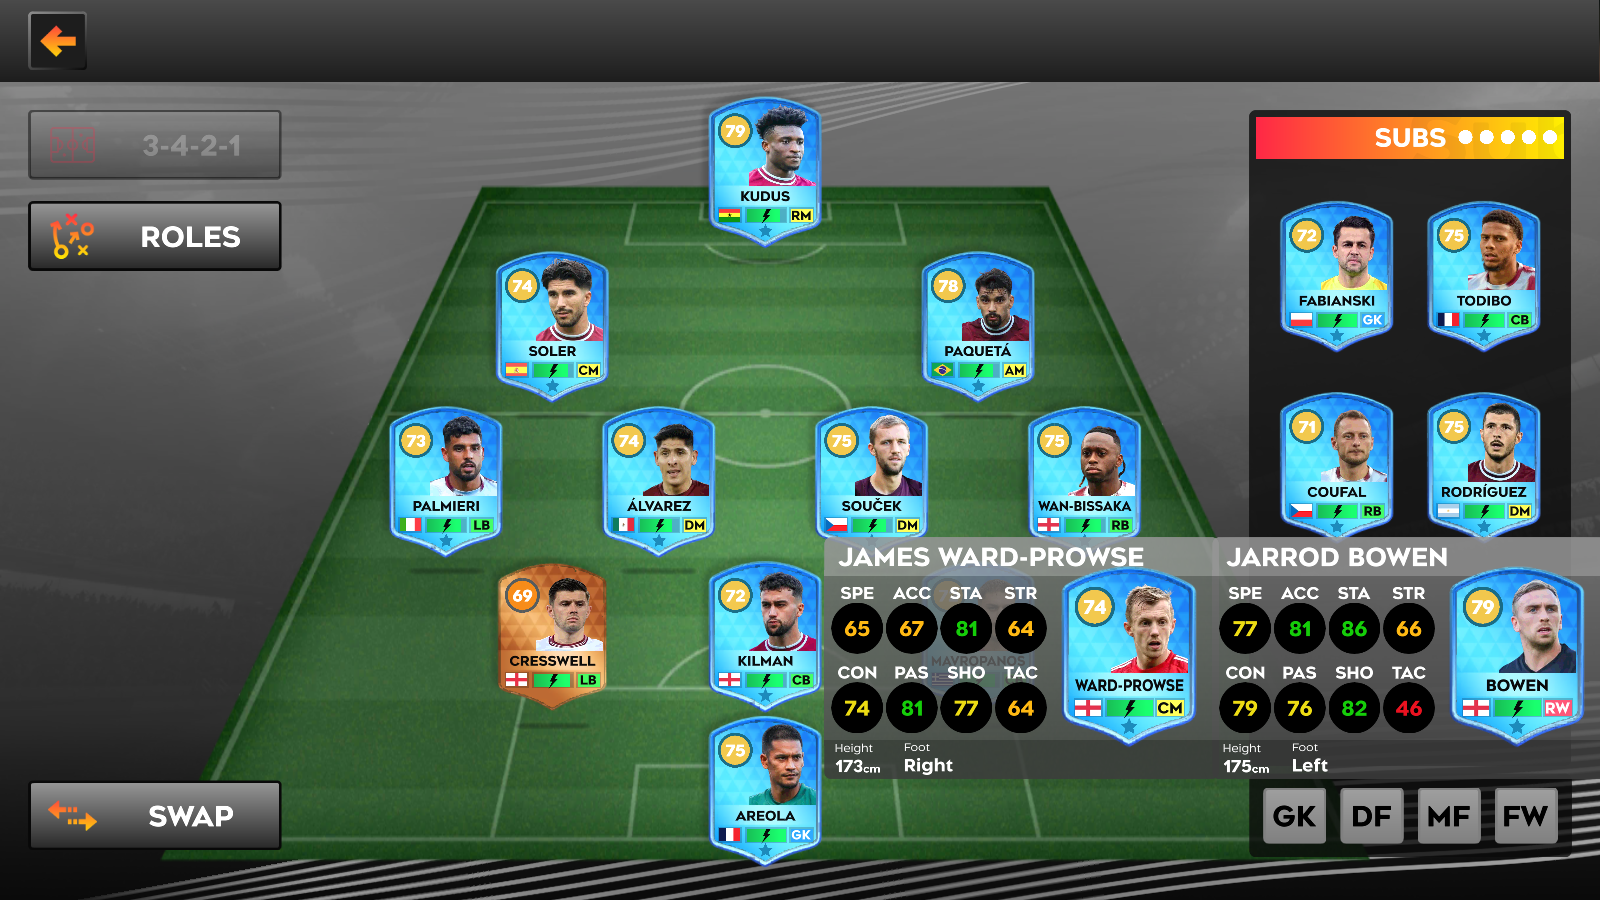 3-4-2-1
ROLES
SWAP
79
KUDUS
RM
74
SOLER
CM
78
PAQUETÁ
AM
73
PALMIERI
LB
74
ÁLVAREZ
DM
75
SOUČEK
DM
75
WAN-BISSAKA
RB
69
CRESSWELL
LB
72
KILMAN
CB
MAVROPANOS
75
AREOLA
GK
SUBS
72
FABIANSKI
GK
75
TODIBO
CB
71
COUFAL
RB
75
RODRÍGUEZ
DM
JAMES WARD-PROWSE
SPE ACC STA STR
65 67 81 64
CON PAS SHO TAC
74 81 77 64
Height Foot
173cm Right
74
WARD-PROWSE
CM
JARROD BOWEN
SPE ACC STA STR
77 81 86 66
CON PAS SHO TAC
79 76 82 46
Height Foot
175cm Left
79
BOWEN
RW
GK DF MF FW